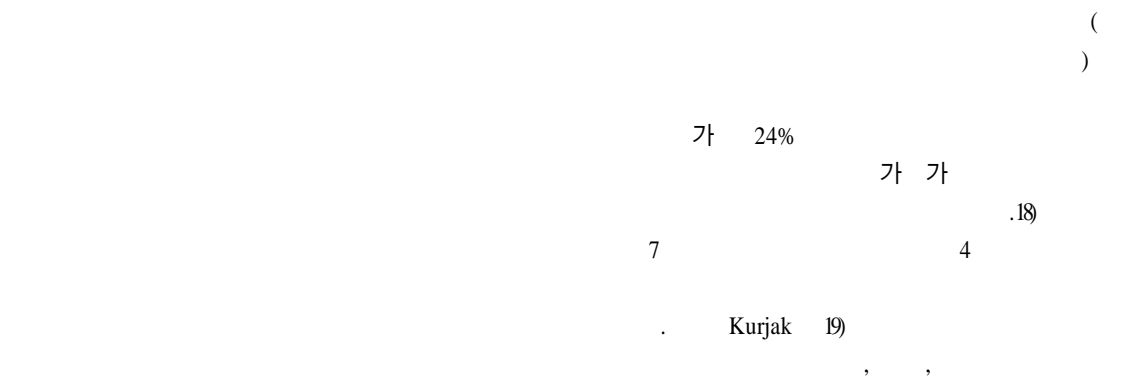 (
)
가 24%
가 가
.18)
7 4
. Kurjak 19)
, ,